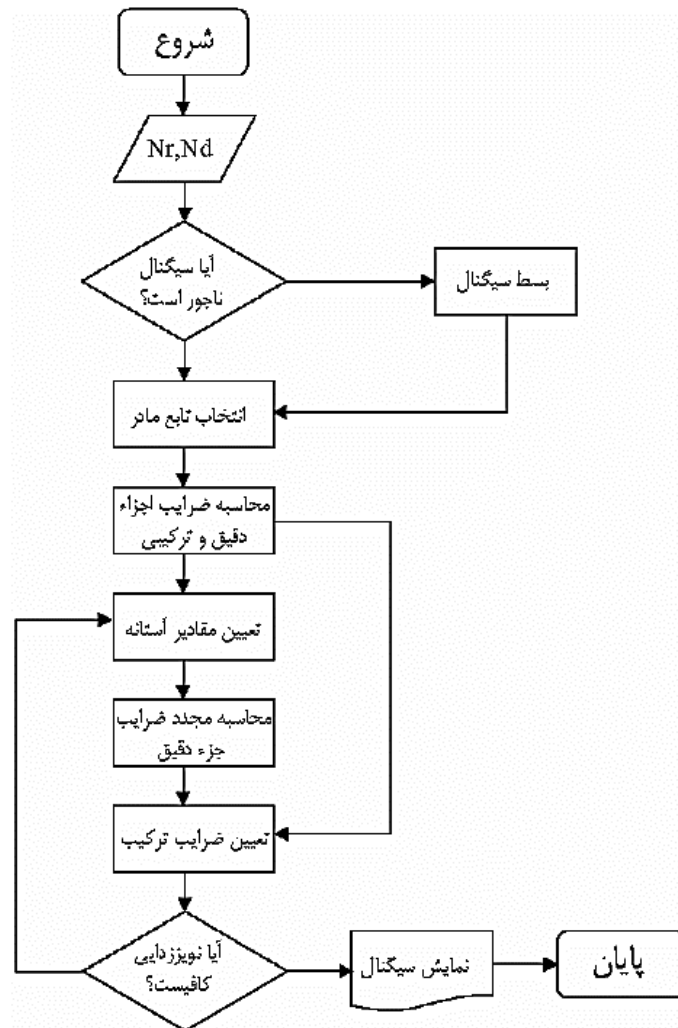 شروع
Nr,Nd
آیا سیگنال
ناجور است؟
بسط سیگنال
انتخاب تابع مادر
محاسبه ضرایب اجزاء
دقیق و ترکیبی
تعیین مقادیر آستانه
محاسبه مجدد ضرایب
جزء دقیق
تعیین ضرایب ترکیب
آیا نویززدایی
کافیست؟
نمایش سیگنال
پایان